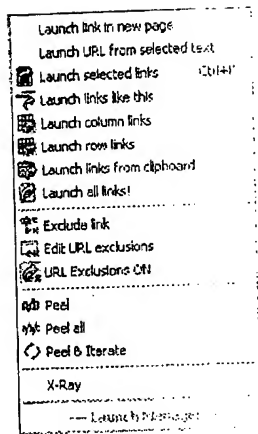 Launch link in new page
Launch URL from selected text
Launch selected links
Launch links like this
Launch column links
Launch row links
Launch links from clipboard
Launch all links!
Exclude link
Edit URL exclusions
URL Exclusions ON
Peel
Peel all
Peel & Iterate
X-Ray
Launch